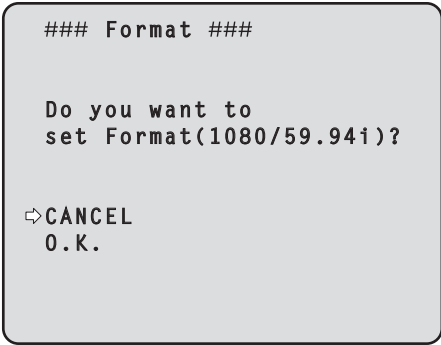 ### Format ###
Do you want to
set Format(1080/59.94i)?
⇨CANCEL
O.K.